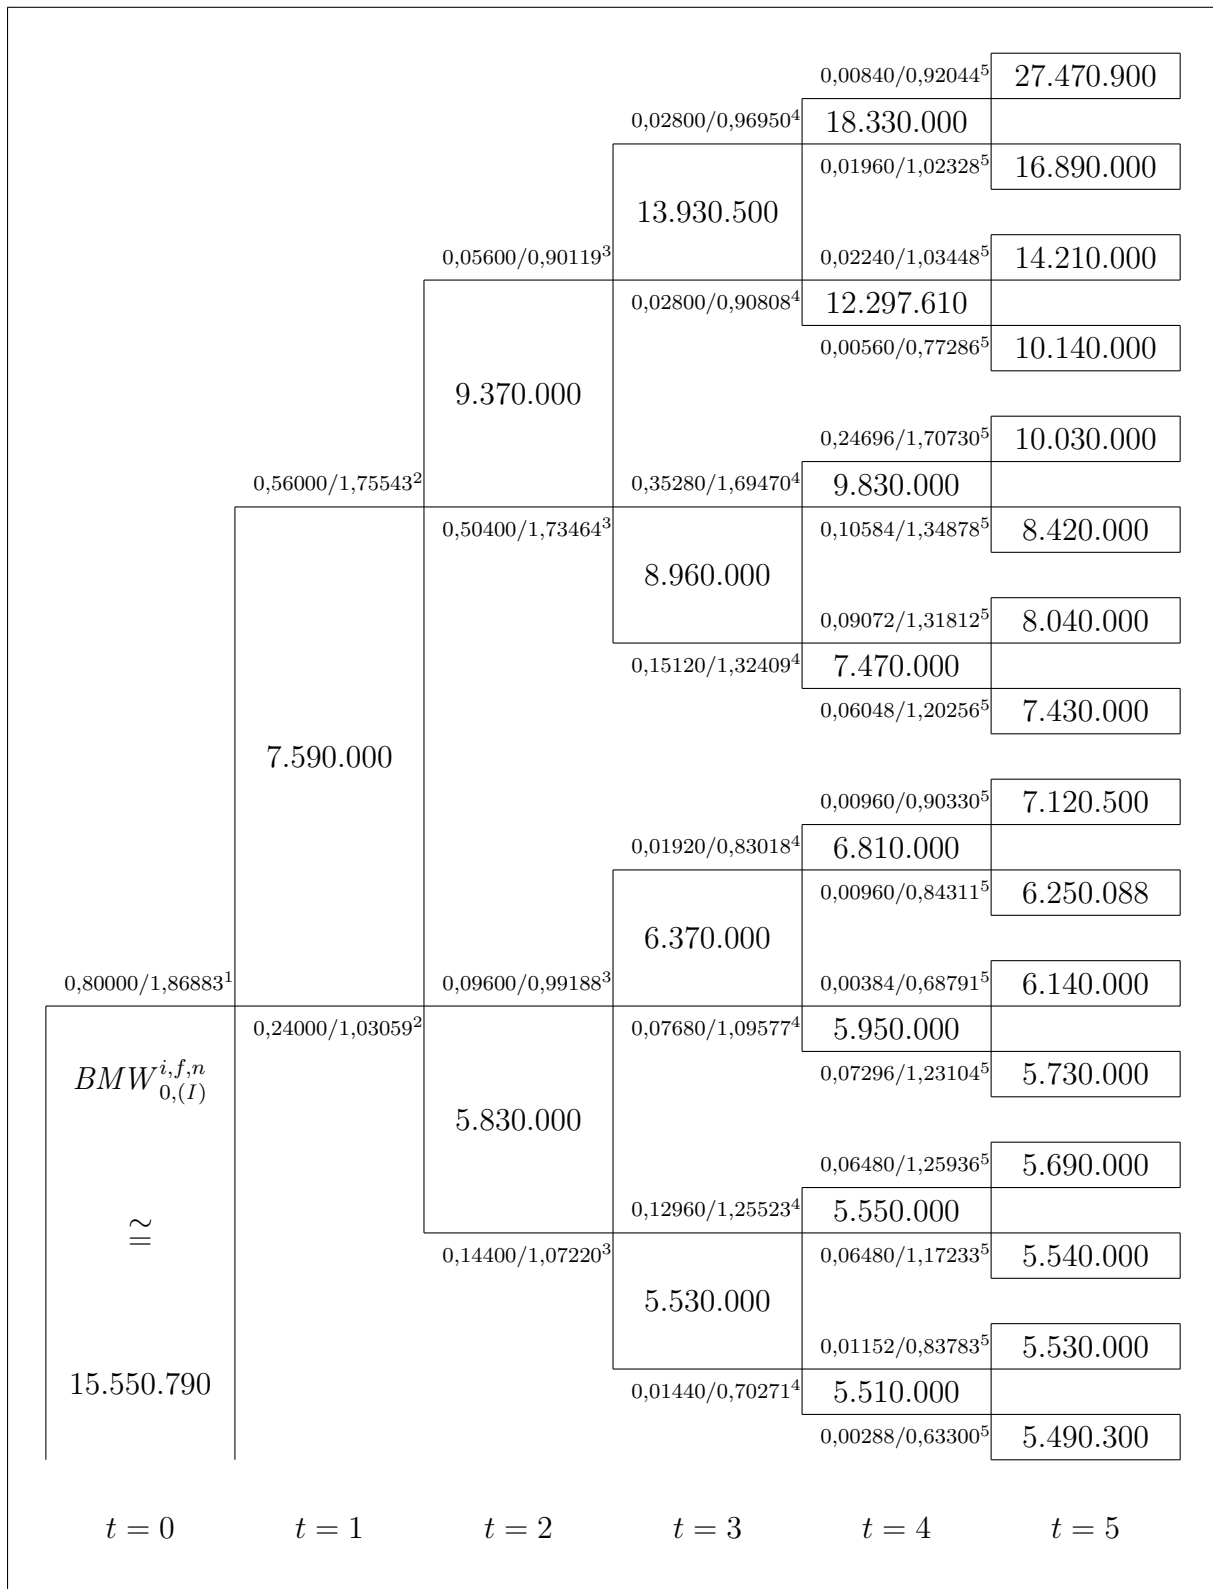 0,00840/0,92044⁵ 27.470.900
0,02800/0,96950⁴ 18.330.000
0,01960/1,02328⁵ 16.890.000
13.930.500
0,05600/0,90119³ 0,02240/1,03448⁵ 14.210.000
0,02800/0,90808⁴ 12.297.610
0,00560/0,77286⁵ 10.140.000
9.370.000
0,24696/1,70730⁵ 10.030.000
0,56000/1,75543² 0,35280/1,69470⁴ 9.830.000
0,50400/1,73464³ 0,10584/1,34878⁵ 8.420.000
8.960.000
0,09072/1,31812⁵ 8.040.000
0,15120/1,32409⁴ 7.470.000
0,06048/1,20256⁵ 7.430.000
7.590.000
0,00960/0,90330⁵ 7.120.500
0,01920/0,83018⁴ 6.810.000
0,00960/0,84311⁵ 6.250.088
6.370.000
0,80000/1,86883¹ 0,09600/0,99188³ 0,00384/0,68791⁵ 6.140.000
0,24000/1,03059² 0,07680/1,09577⁴ 5.950.000
BMW_{0,(I)}^{i,f,n} 0,07296/1,23104⁵ 5.730.000
5.830.000
0,06480/1,25936⁵ 5.690.000
≅ 0,12960/1,25523⁴ 5.550.000
0,14400/1,07220³ 0,06480/1,17233⁵ 5.540.000
5.530.000
0,01152/0,83783⁵ 5.530.000
15.550.790 0,01440/0,70271⁴ 5.510.000
0,00288/0,63300⁵ 5.490.300
t = 0 t = 1 t = 2 t = 3 t = 4 t = 5